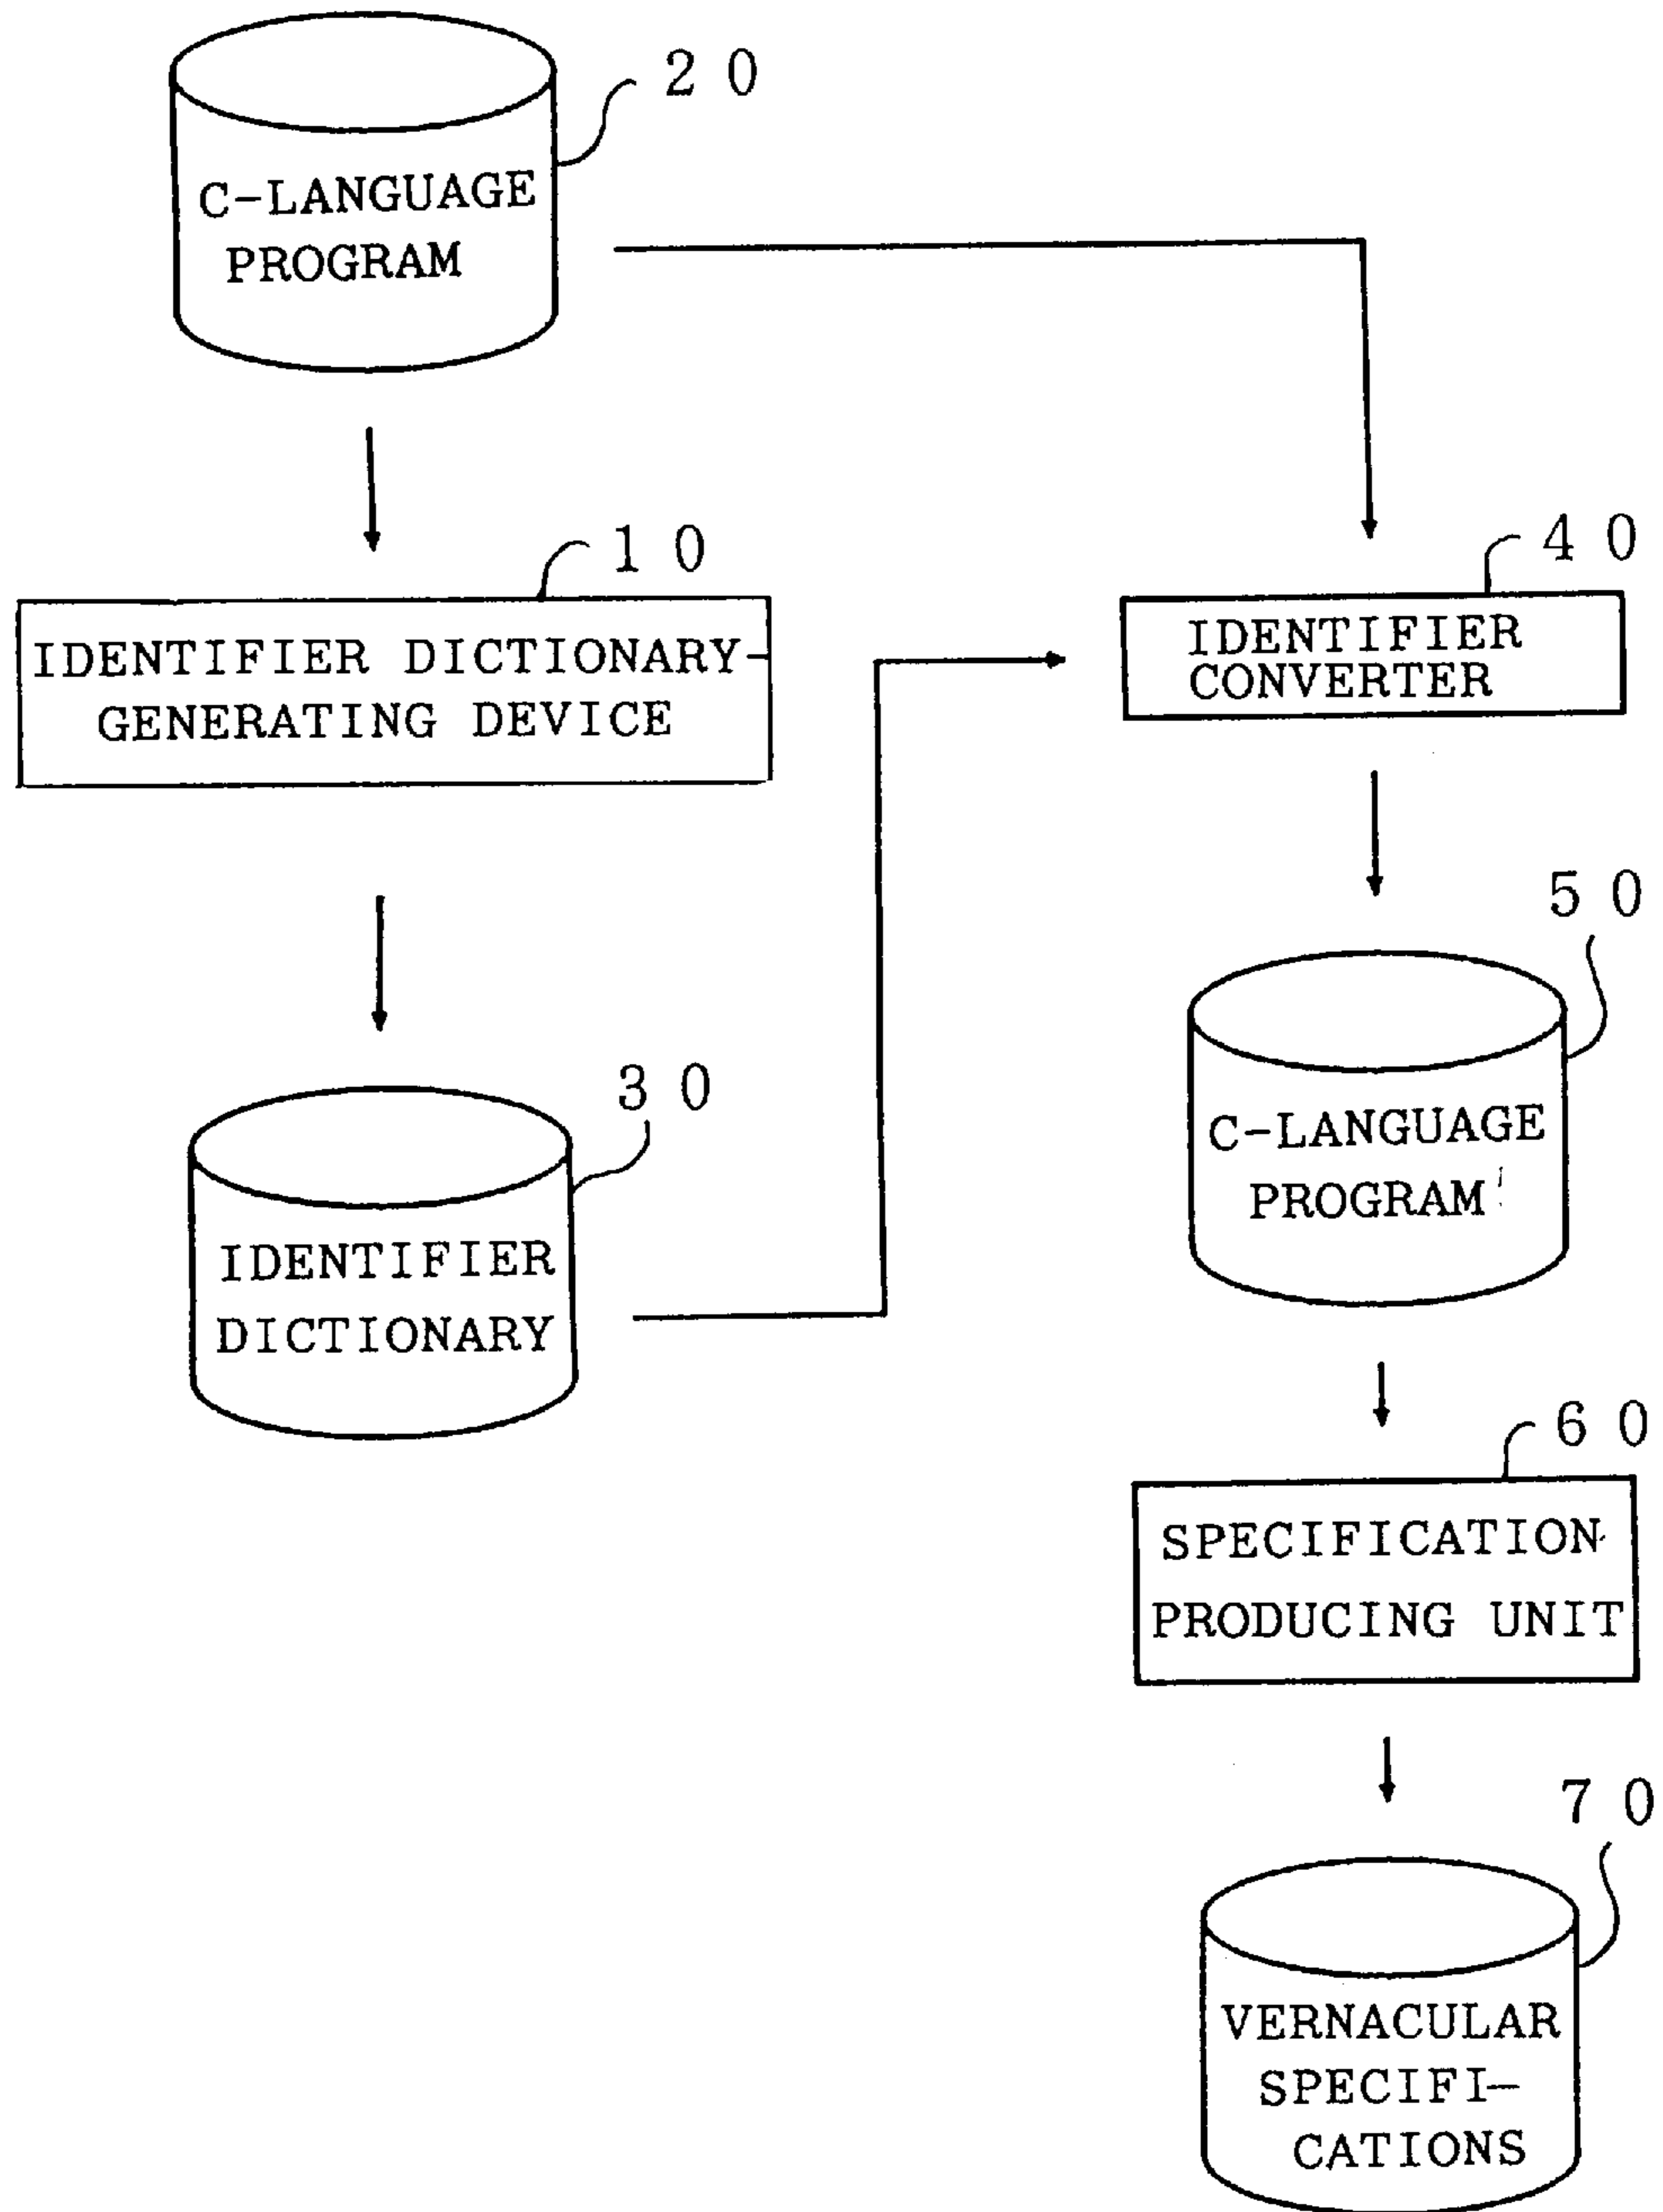 2 0
C-LANGUAGE
PROGRAM
1 0
IDENTIFIER DICTIONARY-
GENERATING DEVICE
4 0
IDENTIFIER
CONVERTER
5 0
C-LANGUAGE
PROGRAM
3 0
IDENTIFIER
DICTIONARY
6 0
SPECIFICATION
PRODUCING UNIT
7 0
VERNACULAR
SPECIFI-
CATIONS